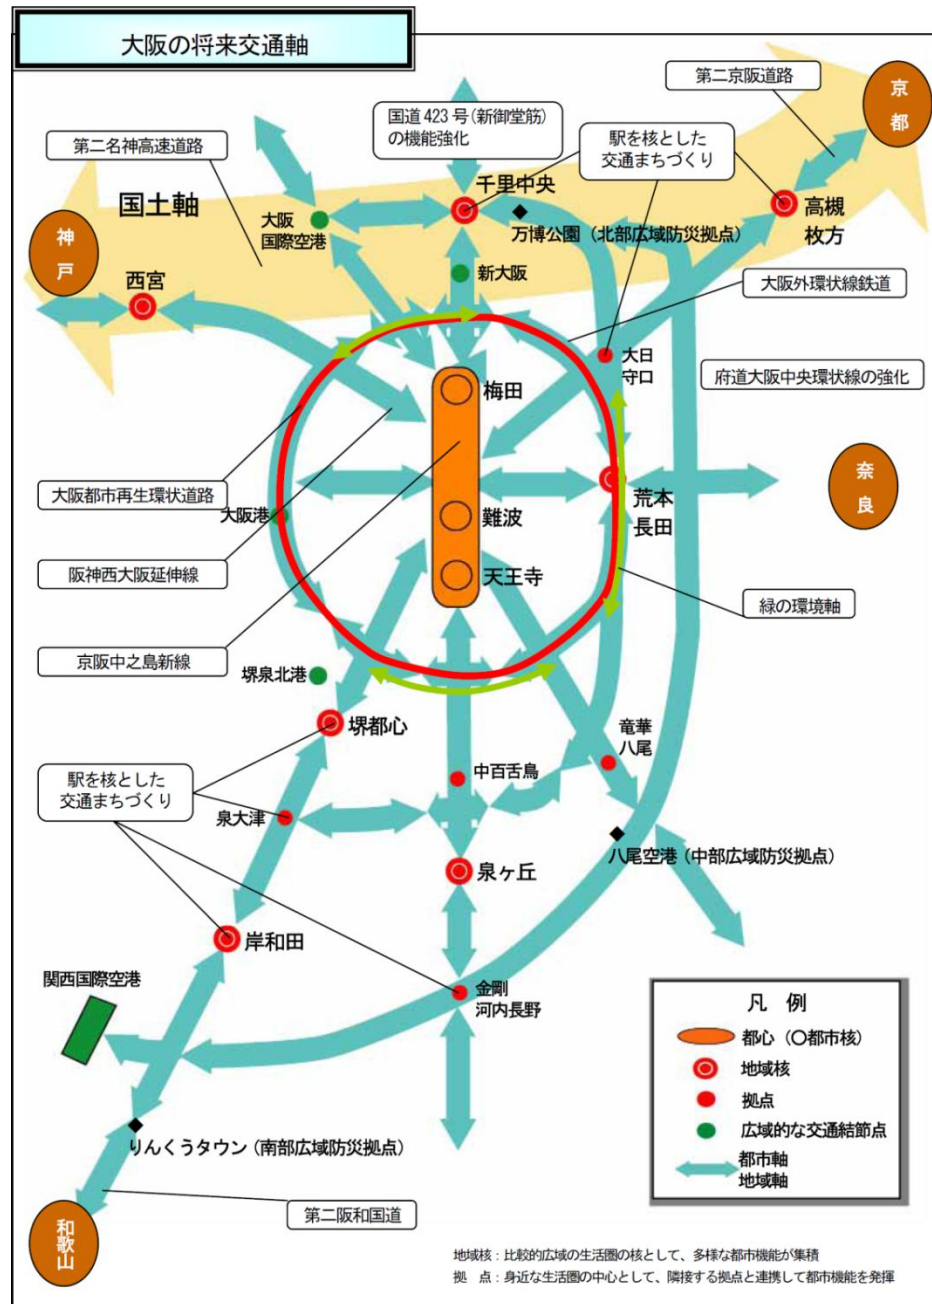 大阪の将来交通軸
第二京阪道路
京都
国道423号(新御堂筋)
の機能強化
駅を核とした
交通まちづくり
第二名神高速道路
千里中央
国土軸
大阪
国際空港
高槻
枚方
万博公園(北部広域防災拠点)
神戸
新大阪
西宮
大阪外環状線鉄道
大日
守口
府道大阪中央環状線の強化
梅田
大阪都市再生環状道路
大阪港
奈良
荒本
長田
難波
阪神西大阪延伸線
天王寺
緑の環境軸
京阪中之島新線
堺泉北港
堺都心
竜華
八尾
駅を核とした
交通まちづくり
中百舌鳥
泉大津
八尾空港(中部広域防災拠点)
泉ヶ丘
岸和田
関西国際空港
金剛
河内長野
凡 例
都心(○都市核)
地域核
拠点
広域的な交通結節点
都市軸
地域軸
りんくうタウン(南部広域防災拠点)
第二阪和国道
和歌山
地域核:比較的広域の生活圏の核として、多様な都市機能が集積
拠 点:身近な生活圏の中心として、隣接する拠点と連携して都市機能を発揮